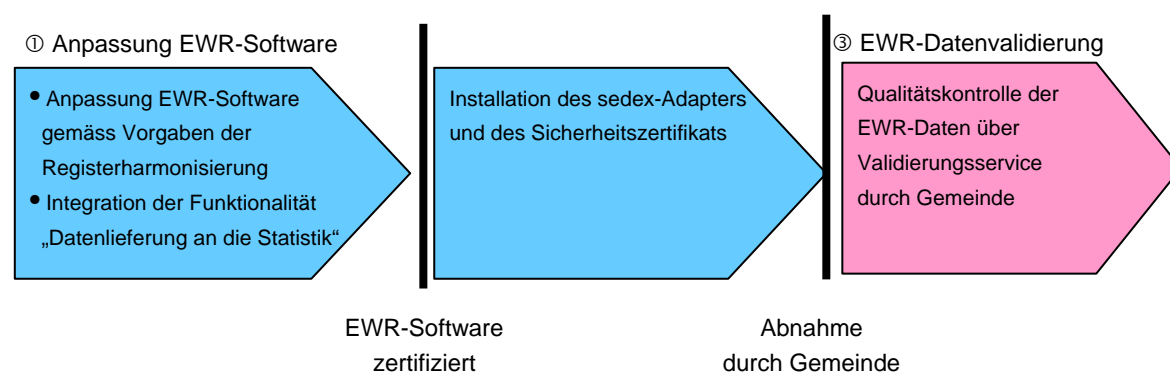 ① Anpassung EWR-Software
• Anpassung EWR-Software
gemäss Vorgaben der
Registerharmonisierung
• Integration der Funktionalität
„Datenlieferung an die Statistik“
Installation des sedex-Adapters
und des Sicherheitszertifikats
③ EWR-Datenvalidierung
Qualitätskontrolle der
EWR-Daten über
Validierungsservice
durch Gemeinde
EWR-Software
zertifiziert
Abnahme
durch Gemeinde